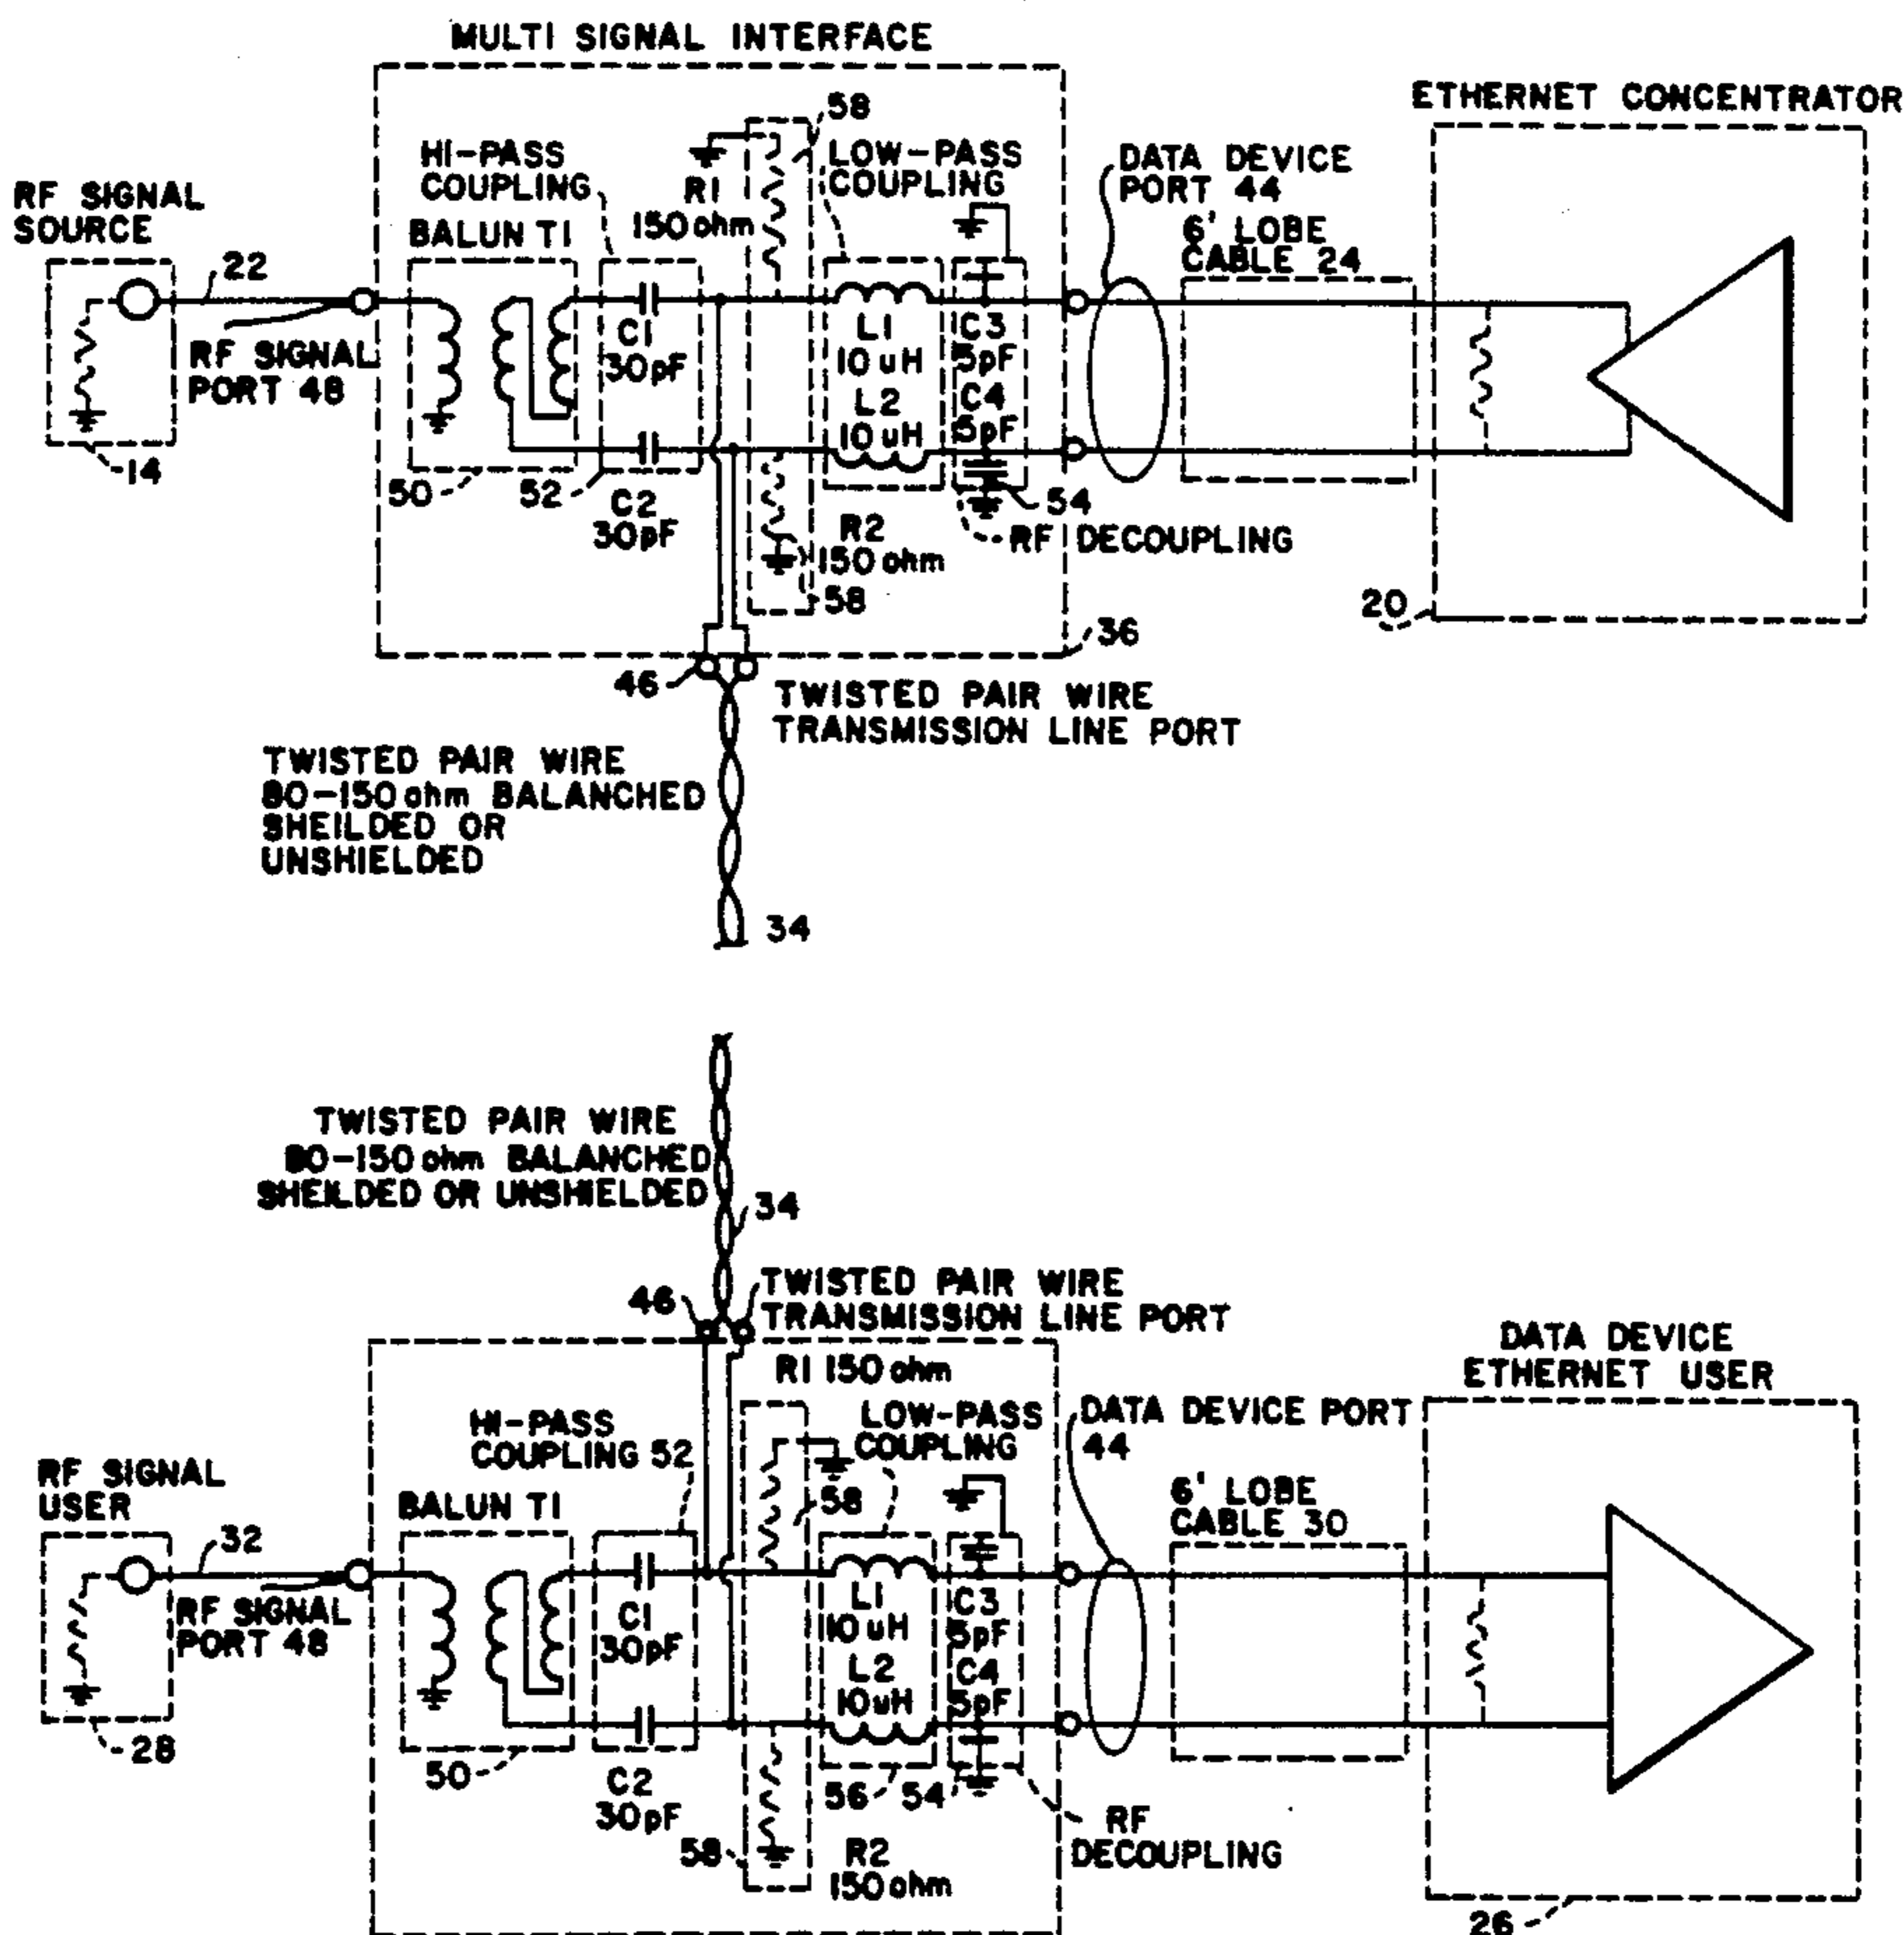 MULTI SIGNAL INTERFACE
ETHERNET CONCENTRATOR
58
HI-PASS
COUPLING
R1
150 ohm
LOW-PASS
COUPLING
DATA DEVICE
PORT 44
RF SIGNAL
SOURCE
22
BALUN T1
6' LOBE
CABLE 24
RF SIGNAL
PORT 48
C1
30pF
L1
10 uH
L2
10 uH
C3
5pF
C4
5pF
14
50
52
C2
30pF
R2
150 ohm
58
54
RF DECOUPLING
20
36
46
TWISTED PAIR WIRE
TRANSMISSION LINE PORT
TWISTED PAIR WIRE
80-150 ohm BALANCHED
SHEILDED OR
UNSHIELDED
34
TWISTED PAIR WIRE
80-150 ohm BALANCHED
SHEILDED OR UNSHIELDED
34
46
TWISTED PAIR WIRE
TRANSMISSION LINE PORT
R1 150 ohm
DATA DEVICE
ETHERNET USER
HI-PASS
COUPLING 52
LOW-PASS
COUPLING
DATA DEVICE PORT
44
RF SIGNAL
USER
32
BALUN T1
58
6' LOBE
CABLE 30
RF SIGNAL
PORT 48
C1
30pF
L1
10 uH
L2
10 uH
C3
5pF
C4
5pF
28
50
C2
30pF
56
54
58
R2
150 ohm
RF
DECOUPLING
26